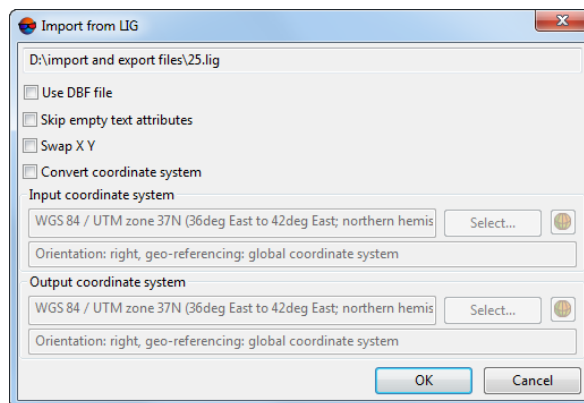 Import from LIG
D:\import and export files\25.lig
Use DBF file
Skip empty text attributes
Swap X Y
Convert coordinate system
Input coordinate system
WGS 84 / UTM zone 37N (36deg East to 42deg East; northern hemis
Select...
Orientation: right, geo-referencing: global coordinate system
Output coordinate system
WGS 84 / UTM zone 37N (36deg East to 42deg East; northern hemis
Select...
Orientation: right, geo-referencing: global coordinate system
OK
Cancel